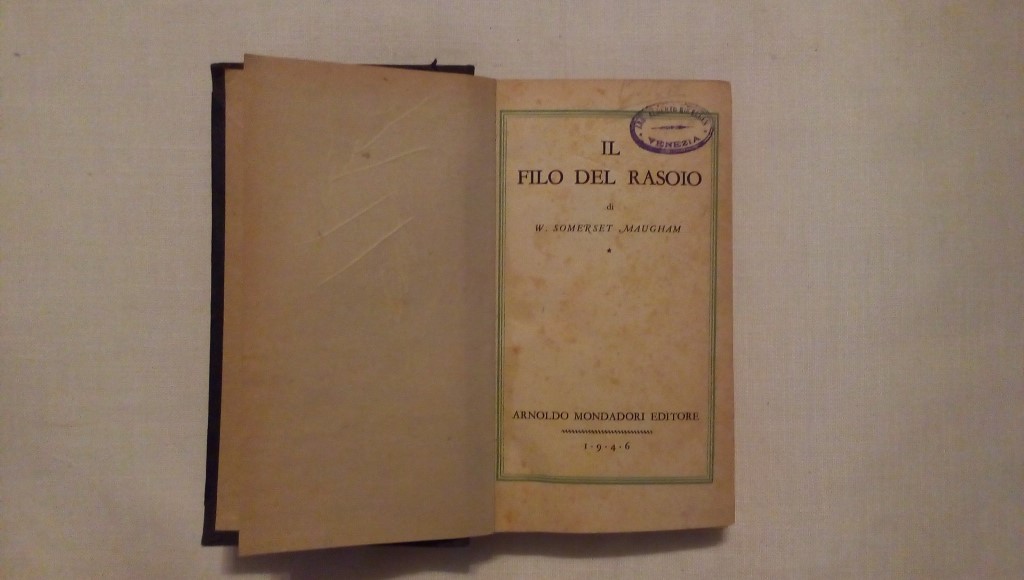 VENEZIA
IL
FILO DEL RASOIO
di
W. SOMERSET MAUGHAM
ARNOLDO MONDADORI EDITORE
1·9·4·6